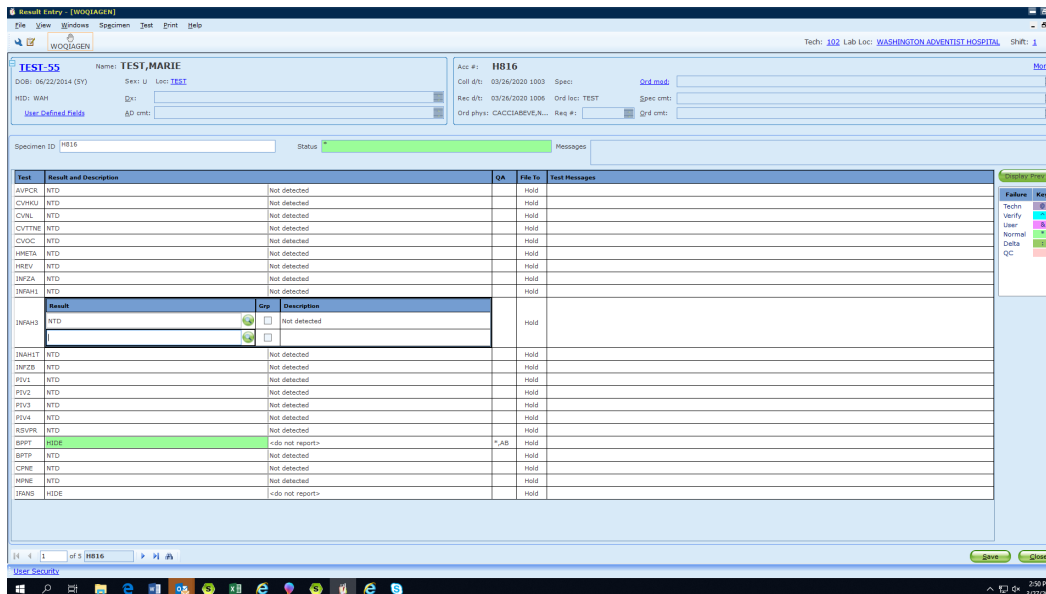 Result Entry - [WOQIAGEN]
File View Windows Specimen Test Print Help
WOQIAGEN
Tech: 102 Lab Loc: WASHINGTON ADVENTIST HOSPITAL Shift: 1
TEST-55 Name: TEST,MARIE
DOB: 06/22/2014 (5Y) Sex: U Loc: TEST
HID: WAH Dx:
User Defined Fields AD cmt:
Acc #: H816
Coll d/t: 03/26/2020 1003 Spec: Ord mod:
Rec d/t: 03/26/2020 1006 Ord loc: TEST Spec cmt:
Ord phys: CACCIABEVE,N... Req #: Ord cmt:
Specimen ID H816 Status * Messages
Test Result and Description QA File To Test Messages
AVPCR NTD Not detected Hold
CVHKU NTD Not detected Hold
CVNL NTD Not detected Hold
CVTTNE NTD Not detected Hold
CVOC NTD Not detected Hold
HMETA NTD Not detected Hold
HREV NTD Not detected Hold
INFZA NTD Not detected Hold
INFAH1 NTD Not detected Hold
Result Grp Description
INFAH3 NTD Not detected Hold
INAH1T NTD Not detected Hold
INFZB NTD Not detected Hold
PIV1 NTD Not detected Hold
PIV2 NTD Not detected Hold
PIV3 NTD Not detected Hold
PIV4 NTD Not detected Hold
RSVPR NTD Not detected Hold
BPPT HIDE <do not report> *,AB Hold
BPTP NTD Not detected Hold
CPNE NTD Not detected Hold
MPNE NTD Not detected Hold
IFANS HIDE <do not report> Hold
Display Prev
Failure
Techn @
Verify ^
User &
Normal *
Delta :
QC
1 of 5 H816
Save Close
User Security
2:50 P